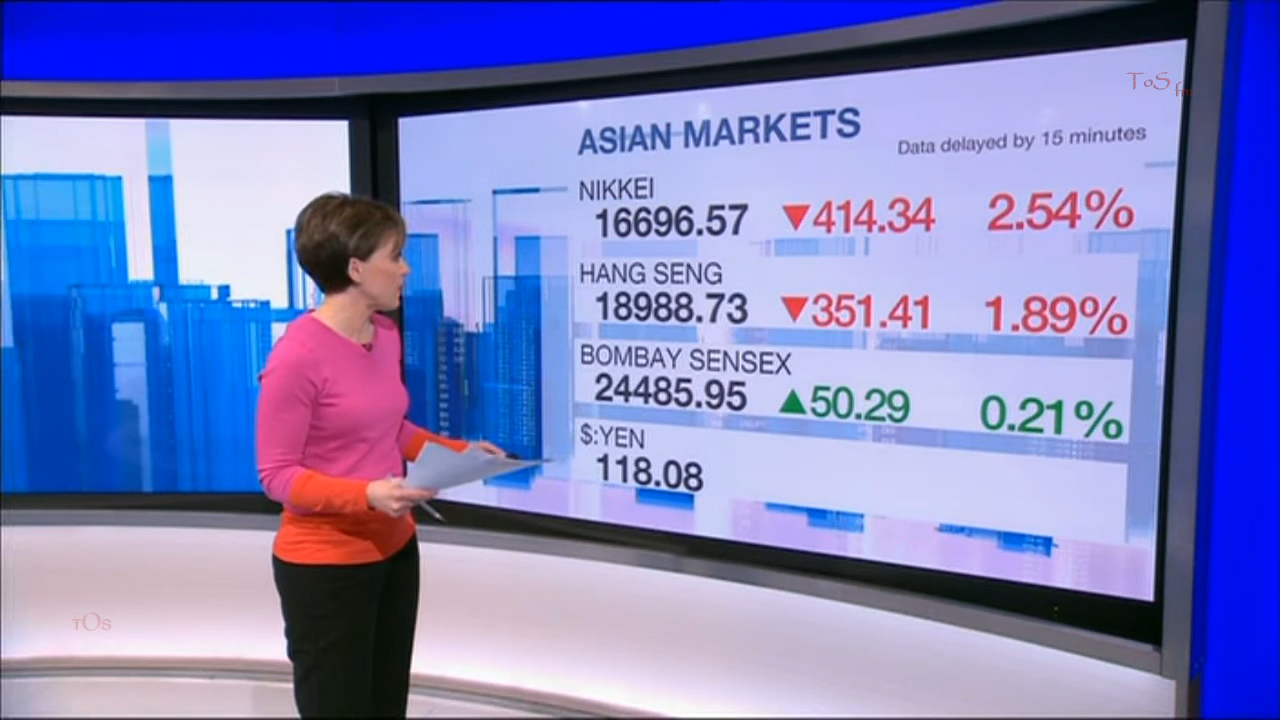 ToS fm
ASIAN MARKETS
Data delayed by 15 minutes
NIKKEI
16696.57 ▼414.34 2.54%
HANG SENG
18988.73 ▼351.41 1.89%
BOMBAY SENSEX
24485.95 ▲50.29 0.21%
$:YEN
118.08
TOS